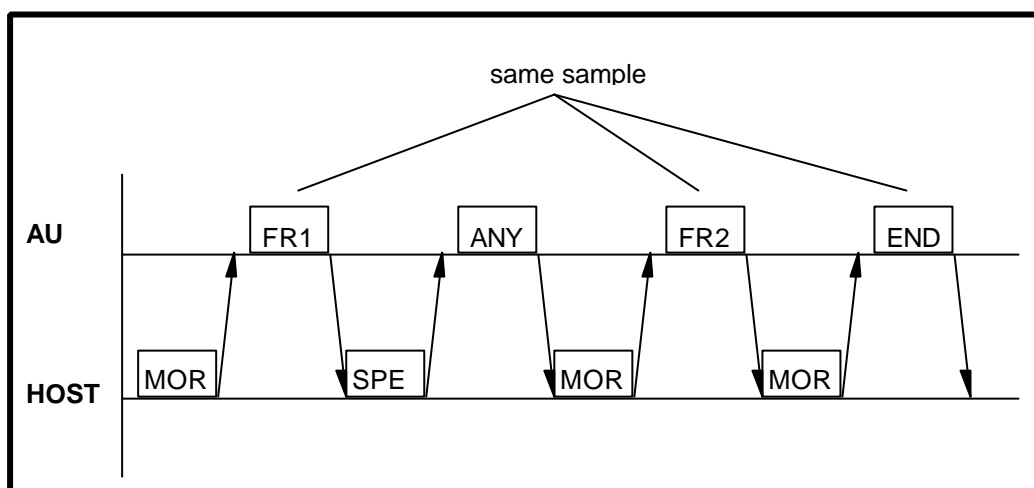 same sample
AU
FR1 ANY FR2 END
HOST
MOR SPE MOR MOR